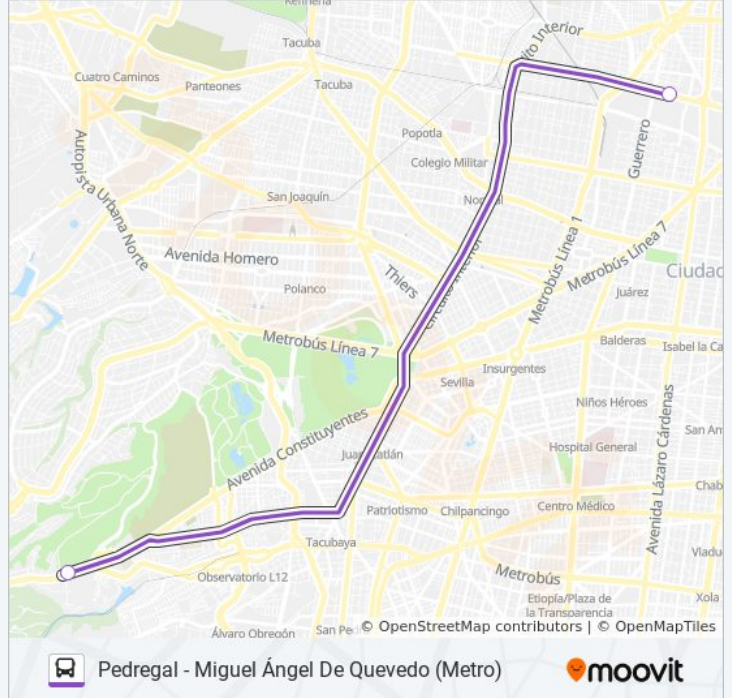 Refinería
Circuito Interior
Tacuba
Cuatro Caminos
Panteones
Tacuba
Popotla
Guerrero
Colegio Militar
Autopista Urbana Norte
San Joaquín
Metrobús Línea 1
Metrobús Línea 7
Avenida Homero
Thiers
Circuito Interior
Ciudad
Polanco
Juárez
Metrobús Línea 7
Balderas
Isabel la Ca
Insurgentes
Sevilla
Avenida Constituyentes
Niños Héroes
Avenida Lázaro Cárdenas
San An
Hospital General
Chab
Patriotismo
Chilpancingo
Centro Médico
Tacubaya
Vladu
Metrobús
Observatorio L12
Etiopía/Plaza de
la Transparencia
Xola
Álvaro Obregón
San Ped
© OpenStreetMap contributors | © OpenMapTiles
Pedregal - Miguel Ángel De Quevedo (Metro)
moovit